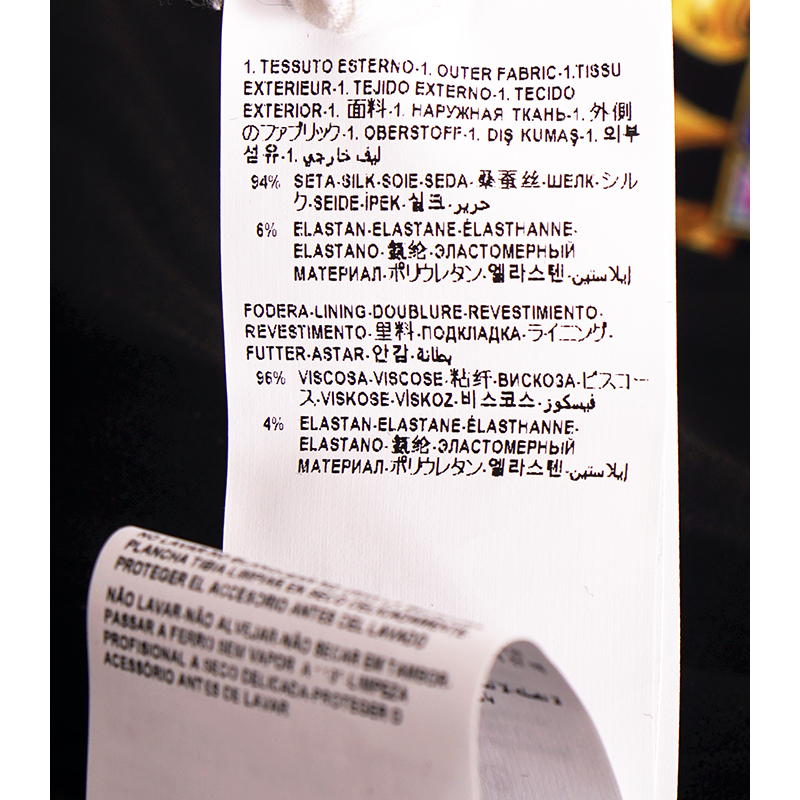 1. TESSUTO ESTERNO-1. OUTER FABRIC-1.TISSU
EXTERIEUR-1. TEJIDO EXTERNO-1. TECIDO
EXTERIOR-1. 面料-1. НАРУЖНАЯ ТКАНЬ-1. 外側
のファブリック-1. OBERSTOFF-1. DIŞ KUMAŞ-1. 외부
섬유-1. ليف خارجي
94% SETA-SILK-SOIE-SEDA-桑蚕丝-ШЕЛК-シル
ク-SEIDE-İPEK-실크-حرير
6% ELASTAN-ELASTANE-ÉLASTHANNE-
ELASTANO-氨纶-ЭЛАСТОМЕРНЫЙ
МАТЕРИАЛ-ポリウレタン-엘라스텐-إيلاستين
FODERA-LINING-DOUBLURE-REVESTIMIENTO-
REVESTIMENTO-里料-ПОДКЛАДКА-ライニング-
FUTTER-ASTAR-안감-بطانة
96% VISCOSA-VISCOSE-粘纤-ВИСКОЗА-ビスコー
ス-VISKOSE-VİSKOZ-비스코스-فيسكوز
4% ELASTAN-ELASTANE-ÉLASTHANNE-
ELASTANO-氨纶-ЭЛАСТОМЕРНЫЙ
МАТЕРИАЛ-ポリウレタン-엘라스텐-إيلاستين
PLANCHA TIBIA LIMPIAR EN SECO
PROTEGER EL ACCESORIO ANTES DEL LAVADO
NÃO LAVAR-NÃO ALVEJAR-NÃO SECAR EM TAMBOR-
PASSAR A FERRO SEM VAPOR, A LIMPEZA
PROFISIONAL A SECO DELICADA-PROTEGER O
ACESSÓRIO ANTES DE LAVAR